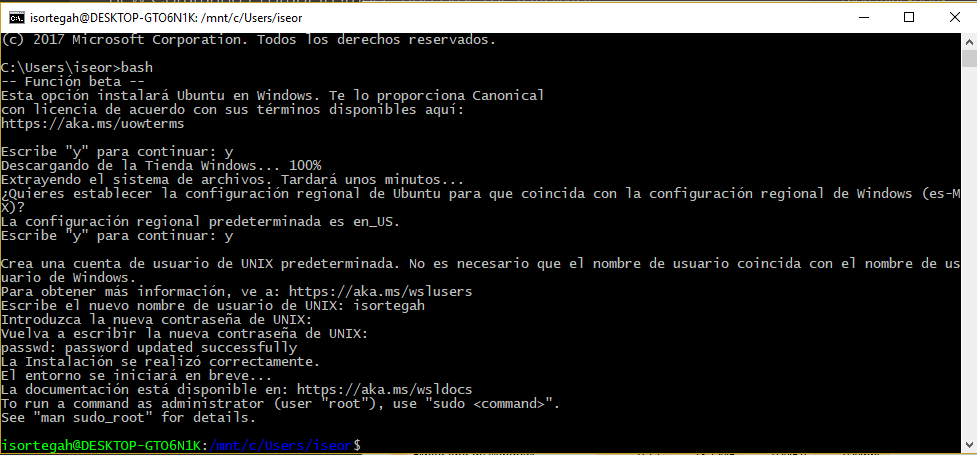 isortegah@DESKTOP-GTO6N1K: /mnt/c/Users/iseor
(c) 2017 Microsoft Corporation. Todos los derechos reservados.
C:\Users\iseor>bash
-- Función beta --
Esta opción instalará Ubuntu en Windows. Te lo proporciona Canonical
con licencia de acuerdo con sus términos disponibles aquí:
https://aka.ms/uowterms
Escribe "y" para continuar: y
Descargando de la Tienda Windows... 100%
Extrayendo el sistema de archivos. Tardará unos minutos...
¿Quieres establecer la configuración regional de Ubuntu para que coincida con la configuración regional de Windows (es-M
X)?
La configuración regional predeterminada es en_US.
Escribe "y" para continuar: y
Crea una cuenta de usuario de UNIX predeterminada. No es necesario que el nombre de usuario coincida con el nombre de us
uario de Windows.
Para obtener más información, ve a: https://aka.ms/wslusers
Escribe el nuevo nombre de usuario de UNIX: isortegah
Introduzca la nueva contraseña de UNIX:
Vuelva a escribir la nueva contraseña de UNIX:
passwd: password updated successfully
La Instalación se realizó correctamente.
El entorno se iniciará en breve...
La documentación está disponible en: https://aka.ms/wsldocs
To run a command as administrator (user "root"), use "sudo <command>".
See "man sudo_root" for details.
isortegah@DESKTOP-GTO6N1K:/mnt/c/Users/iseor$